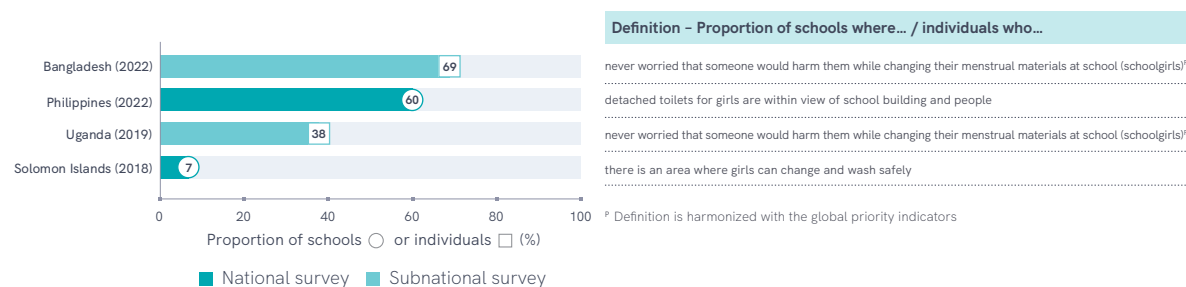 Definition – Proportion of schools where... / individuals who...
Bangladesh (2022) 69 never worried that someone would harm them while changing their menstrual materials at school (schoolgirls)ᴾ
Philippines (2022) 60 detached toilets for girls are within view of school building and people
Uganda (2019) 38 never worried that someone would harm them while changing their menstrual materials at school (schoolgirls)ᴾ
Solomon Islands (2018) 7 there is an area where girls can change and wash safely
0 20 40 60 80 100
ᴾ Definition is harmonized with the global priority indicators
Proportion of schools or individuals (%)
National survey Subnational survey